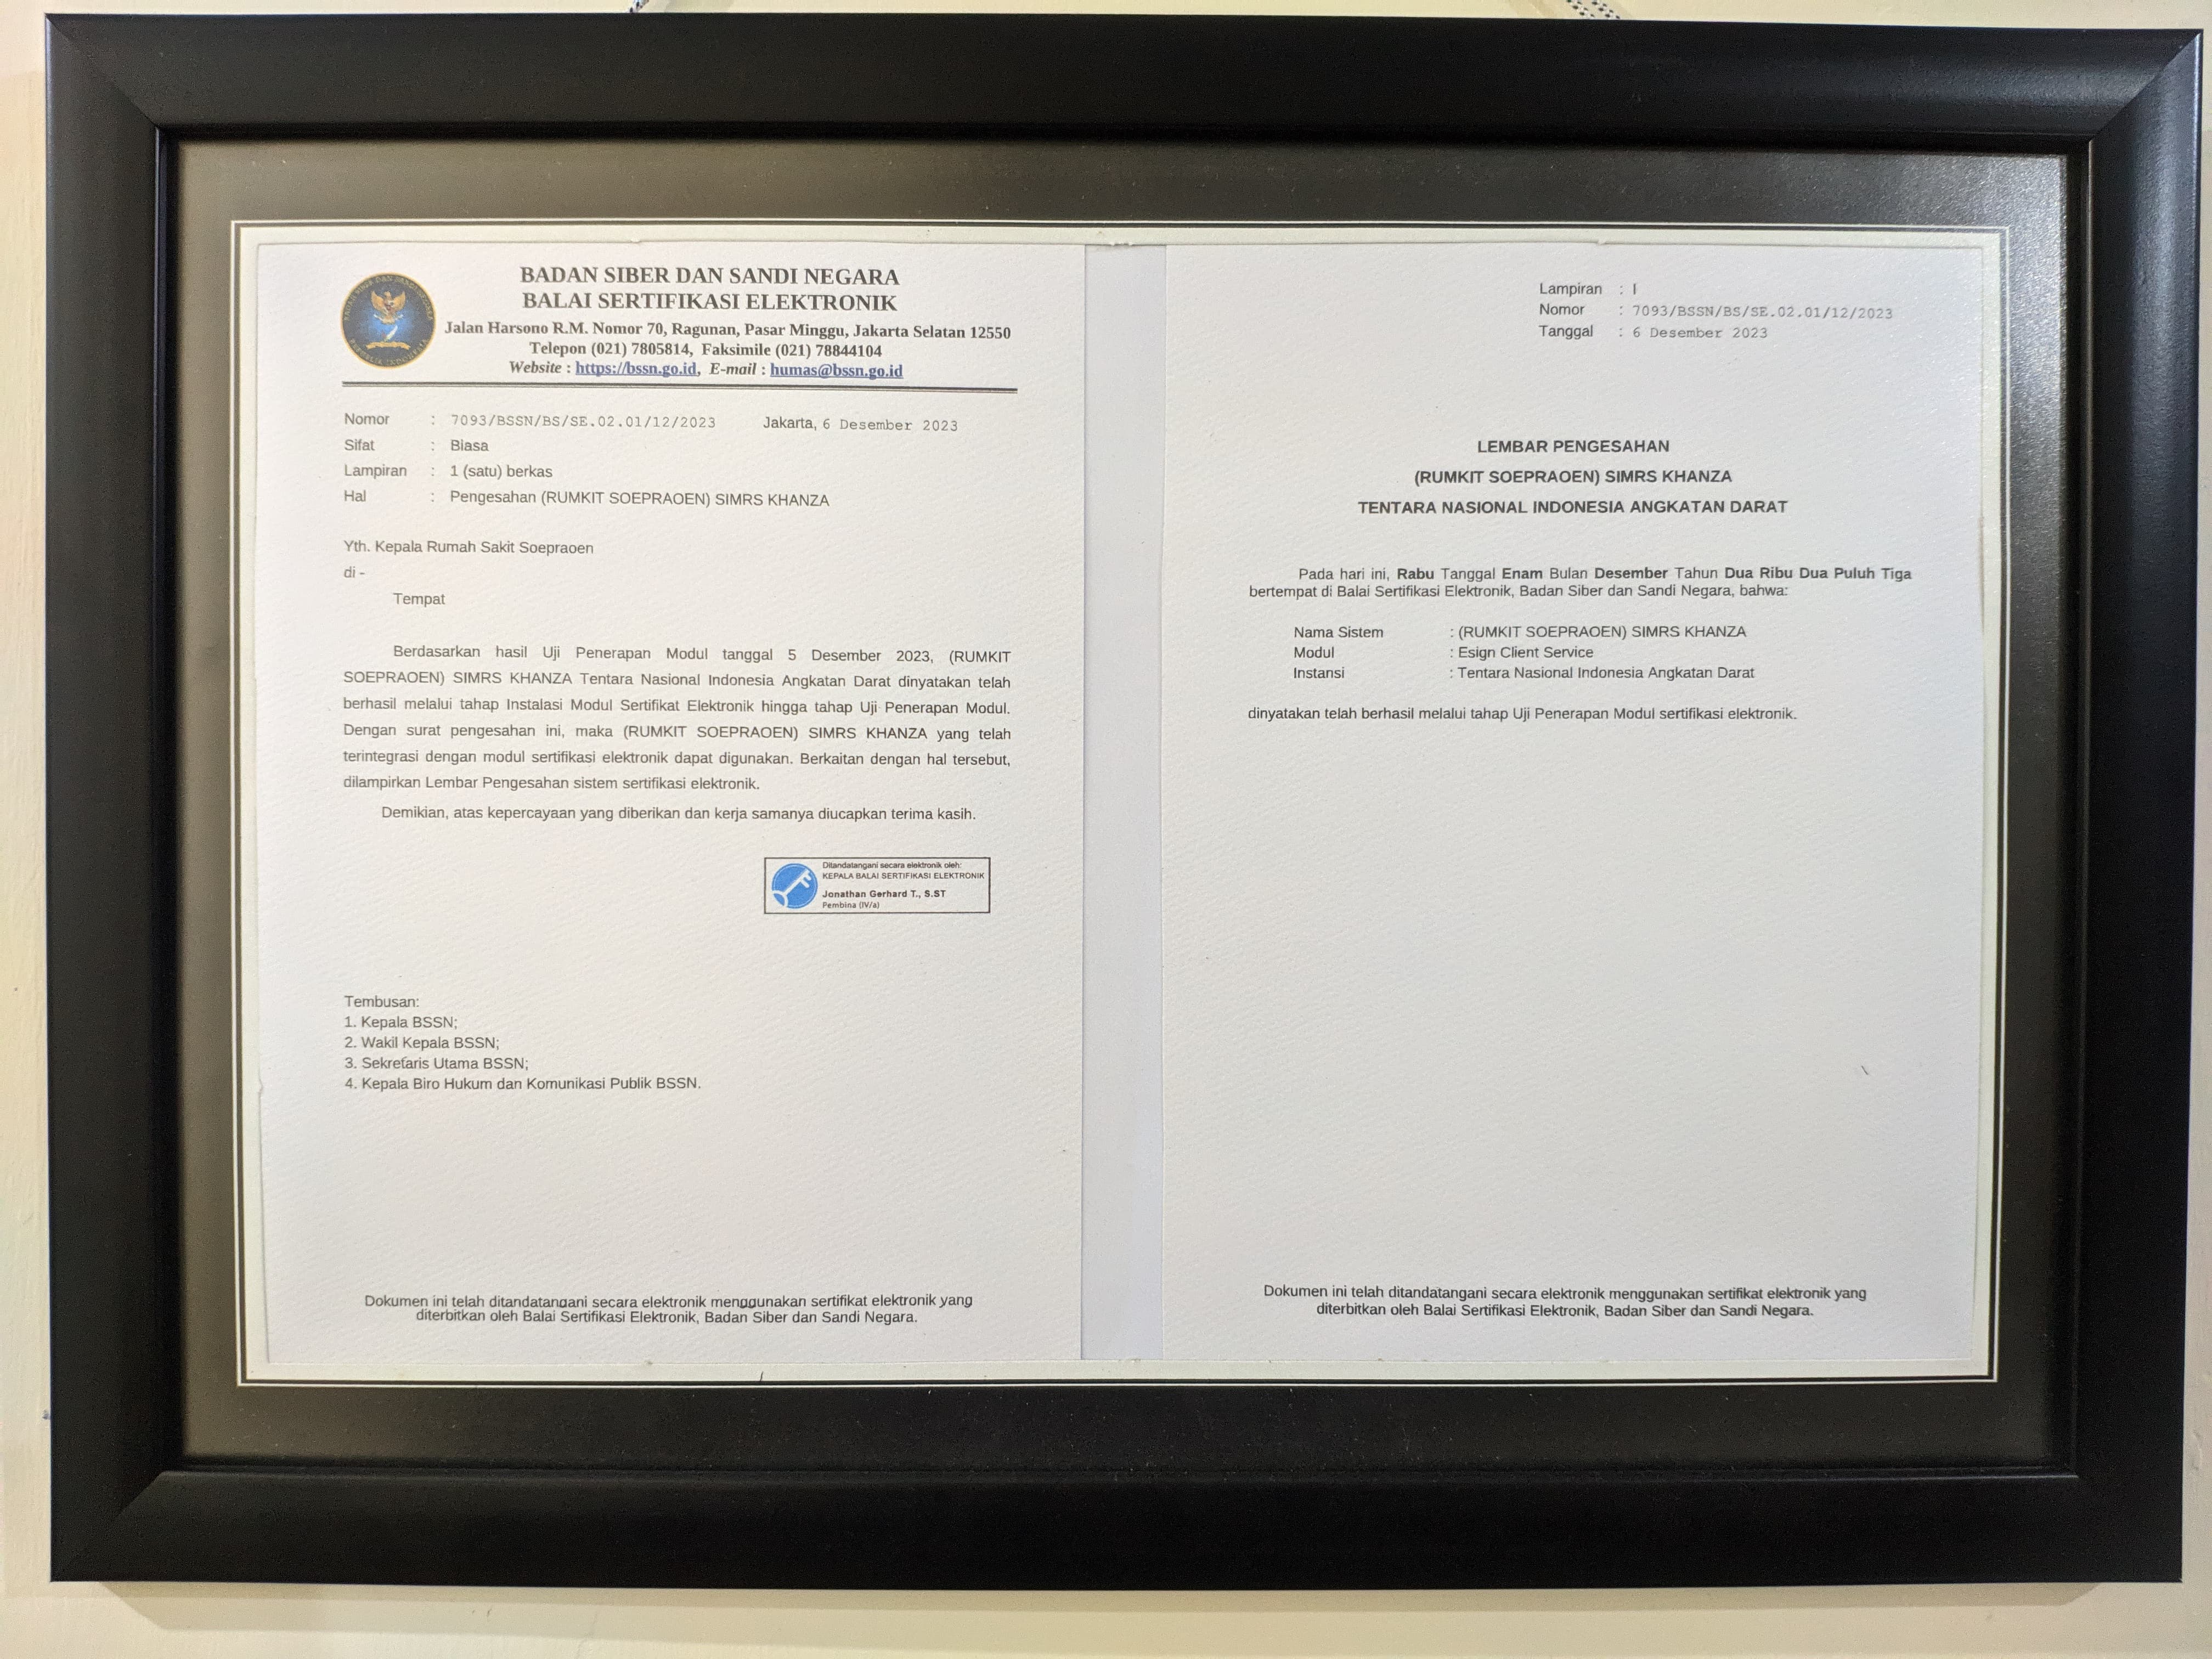 BADAN SIBER DAN SANDI NEGARA
BALAI SERTIFIKASI ELEKTRONIK
Jalan Harsono R.M. Nomor 70, Ragunan, Pasar Minggu, Jakarta Selatan 12550
Telepon (021) 7805814, Faksimile (021) 78844104
Website : https://bssn.go.id, E-mail : humas@bssn.go.id
Nomor : 7093/BSSN/BS/SE.02.01/12/2023 Jakarta, 6 Desember 2023
Sifat : Biasa
Lampiran : 1 (satu) berkas
Hal : Pengesahan (RUMKIT SOEPRAOEN) SIMRS KHANZA
Yth. Kepala Rumah Sakit Soepraoen
di -
Tempat
Berdasarkan hasil Uji Penerapan Modul tanggal 5 Desember 2023, (RUMKIT
SOEPRAOEN) SIMRS KHANZA Tentara Nasional Indonesia Angkatan Darat dinyatakan telah
berhasil melalui tahap Instalasi Modul Sertifikat Elektronik hingga tahap Uji Penerapan Modul.
Dengan surat pengesahan ini, maka (RUMKIT SOEPRAOEN) SIMRS KHANZA yang telah
terintegrasi dengan modul sertifikasi elektronik dapat digunakan. Berkaitan dengan hal tersebut,
dilampirkan Lembar Pengesahan sistem sertifikasi elektronik.
Demikian, atas kepercayaan yang diberikan dan kerja samanya diucapkan terima kasih.
Ditandatangani secara elektronik oleh:
KEPALA BALAI SERTIFIKASI ELEKTRONIK
Jonathan Gerhard T., S.ST
Pembina (IV/a)
Tembusan:
1. Kepala BSSN;
2. Wakil Kepala BSSN;
3. Sekretaris Utama BSSN;
4. Kepala Biro Hukum dan Komunikasi Publik BSSN.
Dokumen ini telah ditandatangani secara elektronik menggunakan sertifikat elektronik yang
diterbitkan oleh Balai Sertifikasi Elektronik, Badan Siber dan Sandi Negara.
Lampiran : I
Nomor : 7093/BSSN/BS/SE.02.01/12/2023
Tanggal : 6 Desember 2023
LEMBAR PENGESAHAN
(RUMKIT SOEPRAOEN) SIMRS KHANZA
TENTARA NASIONAL INDONESIA ANGKATAN DARAT
Pada hari ini, Rabu Tanggal Enam Bulan Desember Tahun Dua Ribu Dua Puluh Tiga
bertempat di Balai Sertifikasi Elektronik, Badan Siber dan Sandi Negara, bahwa:
Nama Sistem : (RUMKIT SOEPRAOEN) SIMRS KHANZA
Modul : Esign Client Service
Instansi : Tentara Nasional Indonesia Angkatan Darat
dinyatakan telah berhasil melalui tahap Uji Penerapan Modul sertifikasi elektronik.
Dokumen ini telah ditandatangani secara elektronik menggunakan sertifikat elektronik yang
diterbitkan oleh Balai Sertifikasi Elektronik, Badan Siber dan Sandi Negara.